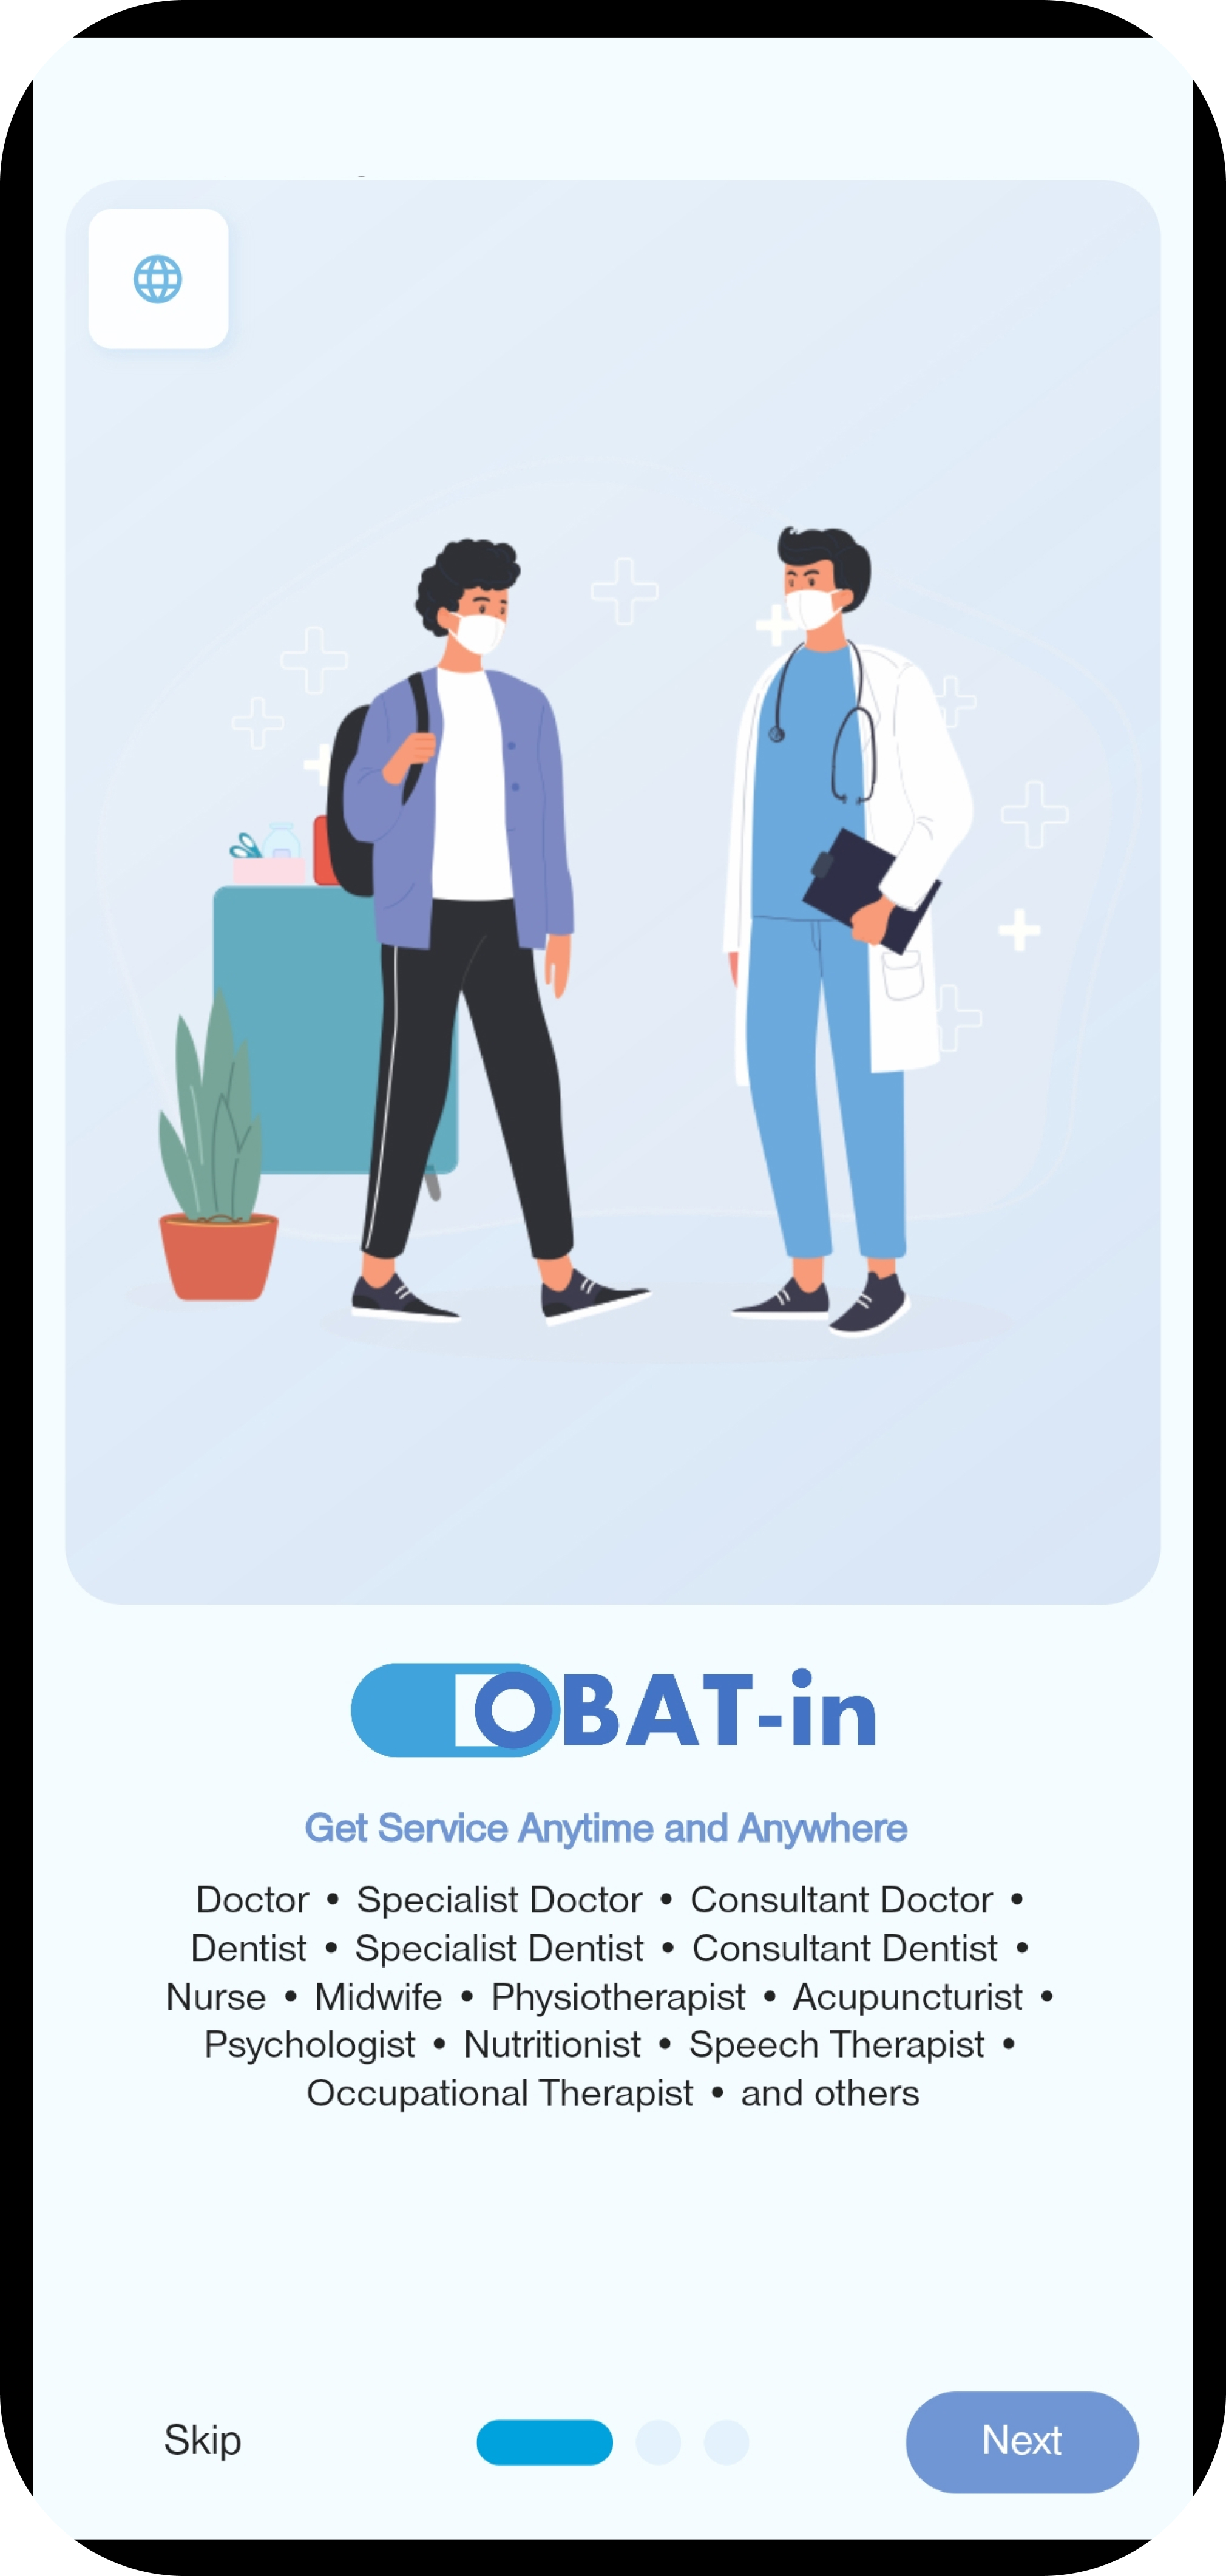 OBAT-in
Get Service Anytime and Anywhere
Doctor • Specialist Doctor • Consultant Doctor •
Dentist • Specialist Dentist • Consultant Dentist •
Nurse • Midwife • Physiotherapist • Acupuncturist •
Psychologist • Nutritionist • Speech Therapist •
Occupational Therapist • and others
Skip
Next